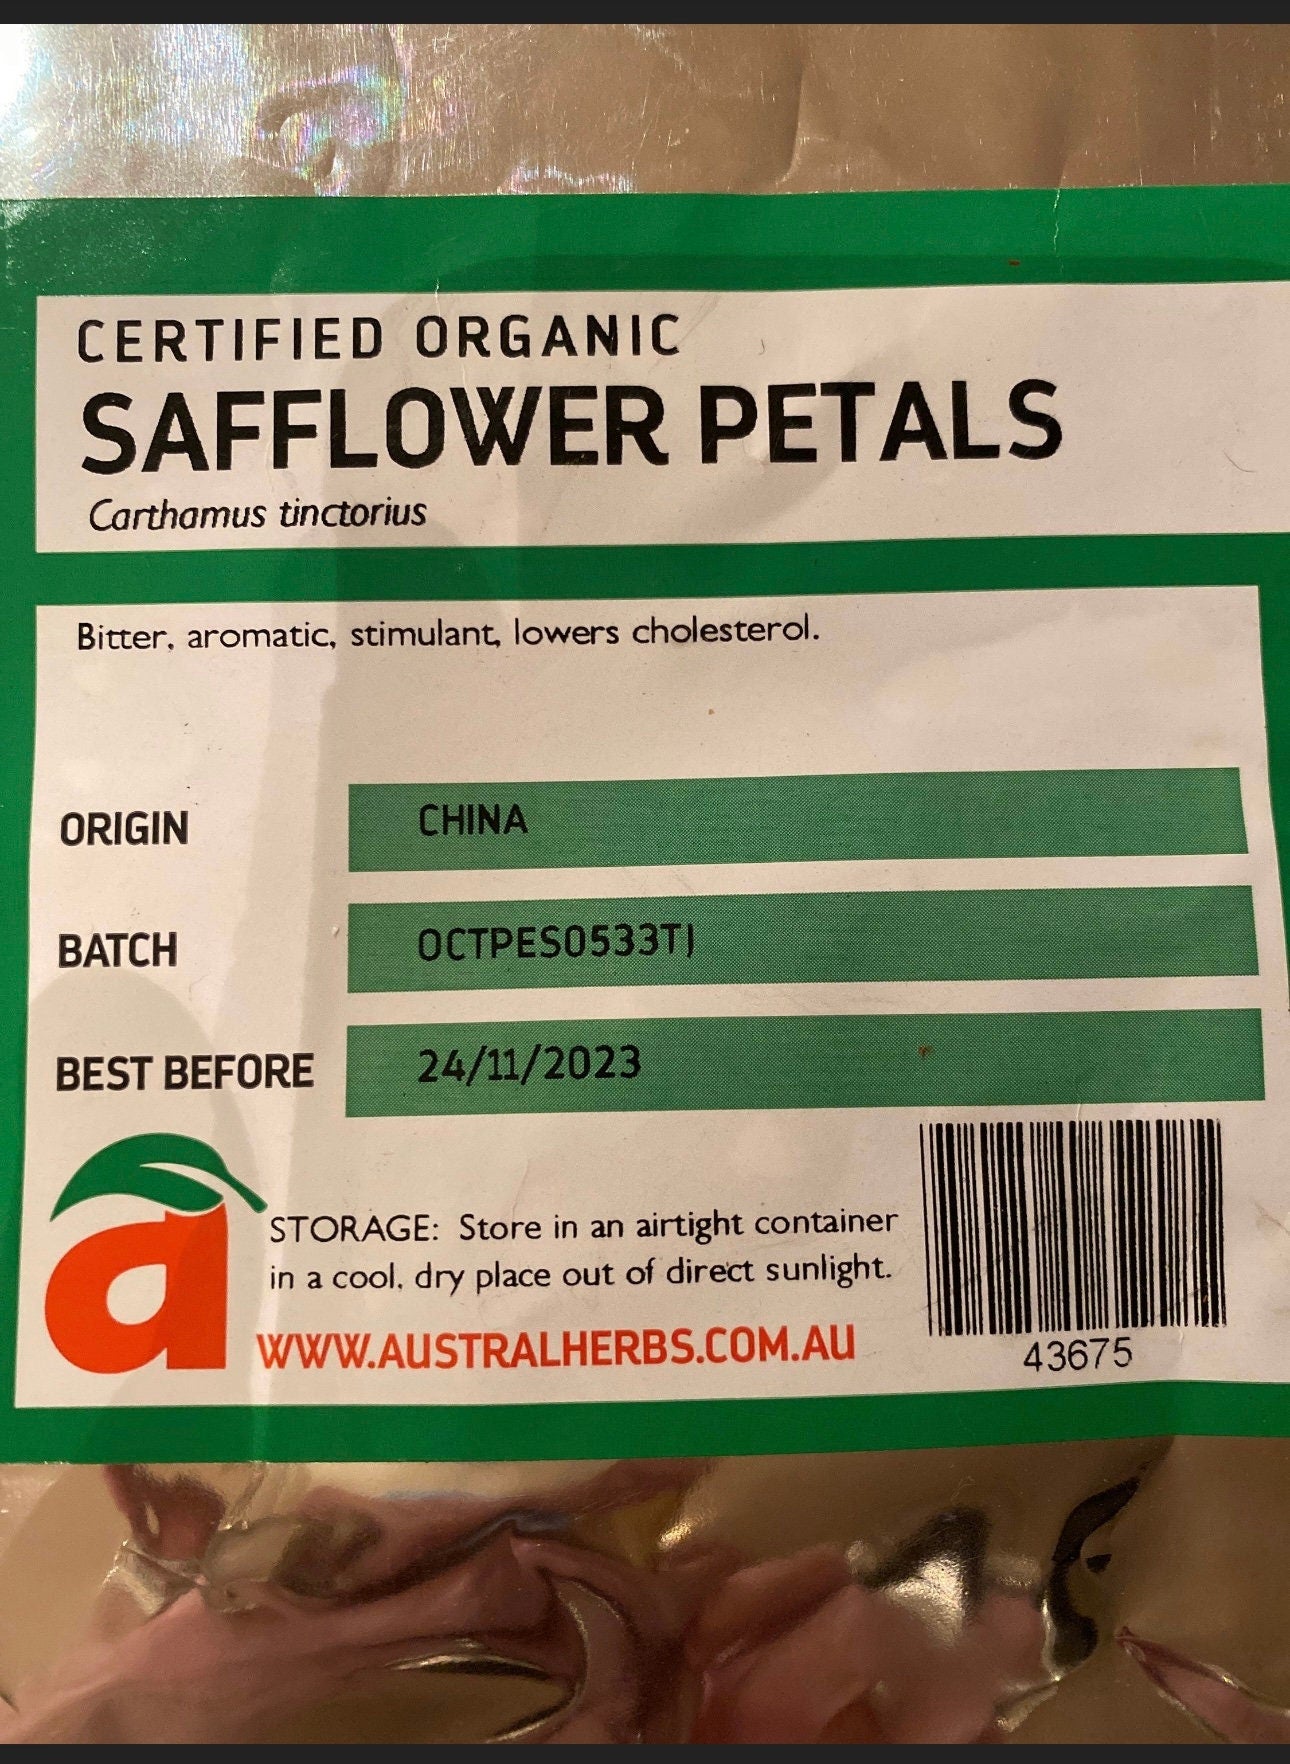 CERTIFIED ORGANIC
SAFFLOWER PETALS
Carthamus tinctorius
Bitter, aromatic, stimulant, lowers cholesterol.
ORIGIN CHINA
BATCH OCTPES0533TJ
BEST BEFORE 24/11/2023
a
STORAGE: Store in an airtight container
in a cool, dry place out of direct sunlight.
WWW.AUSTRALHERBS.COM.AU
43675